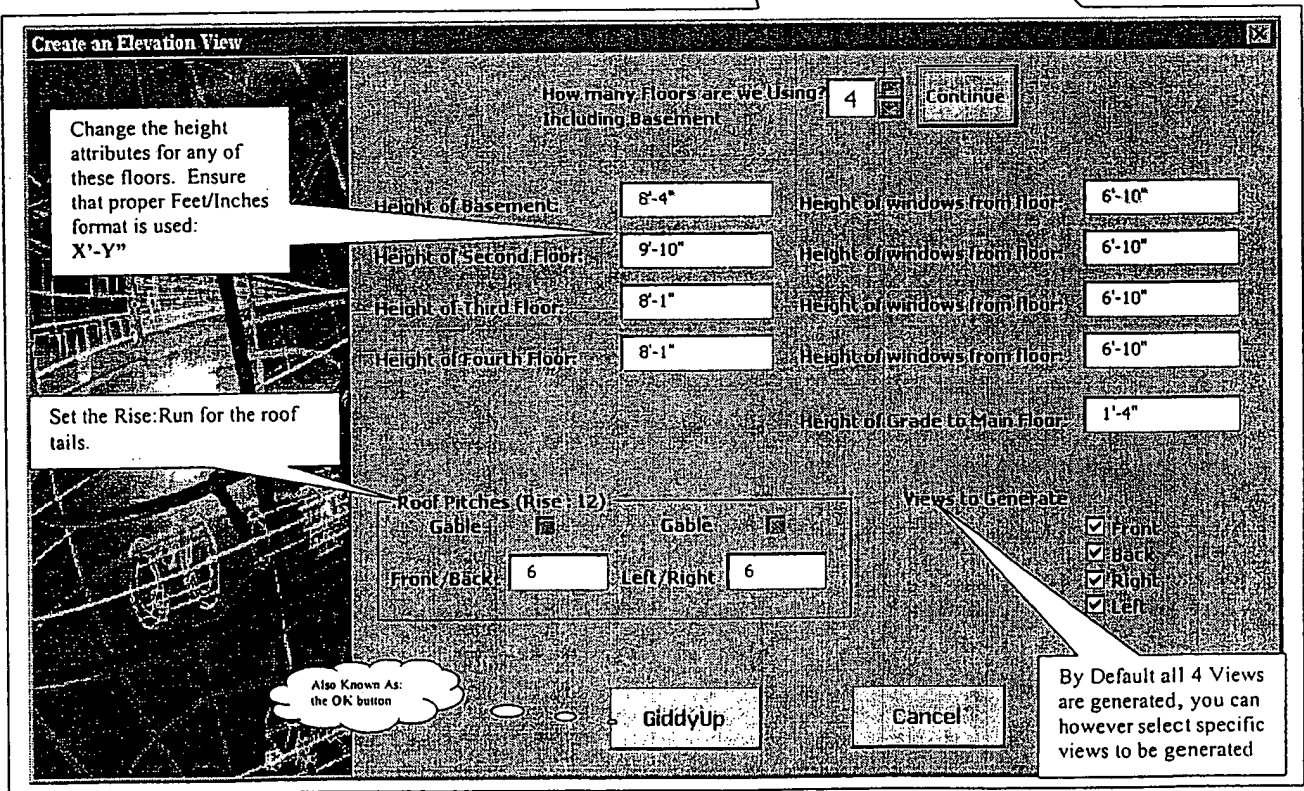 Create an Elevation View
How many Floors are we Using?
Including Basement
4
Continue
Change the height
attributes for any of
these floors. Ensure
that proper Feet/Inches
format is used:
X'-Y"
Height of Basement:
8'-4"
Height of windows from floor:
6'-10"
Height of Second Floor:
9'-10"
Height of windows from floor:
6'-10"
Height of Third Floor:
8'-1"
Height of windows from floor:
6'-10"
Height of Fourth Floor:
8'-1"
Height of windows from floor:
6'-10"
Height of Grade to Main Floor:
1'-4"
Set the Rise:Run for the roof
tails.
Roof Pitches (Rise - 12)
Gable
Gable
Front/Back:
6
Left/Right
6
Views to Generate
Front
Back
Right
Left
Also Known As:
the OK button
GiddyUp
Cancel
By Default all 4 Views
are generated, you can
however select specific
views to be generated